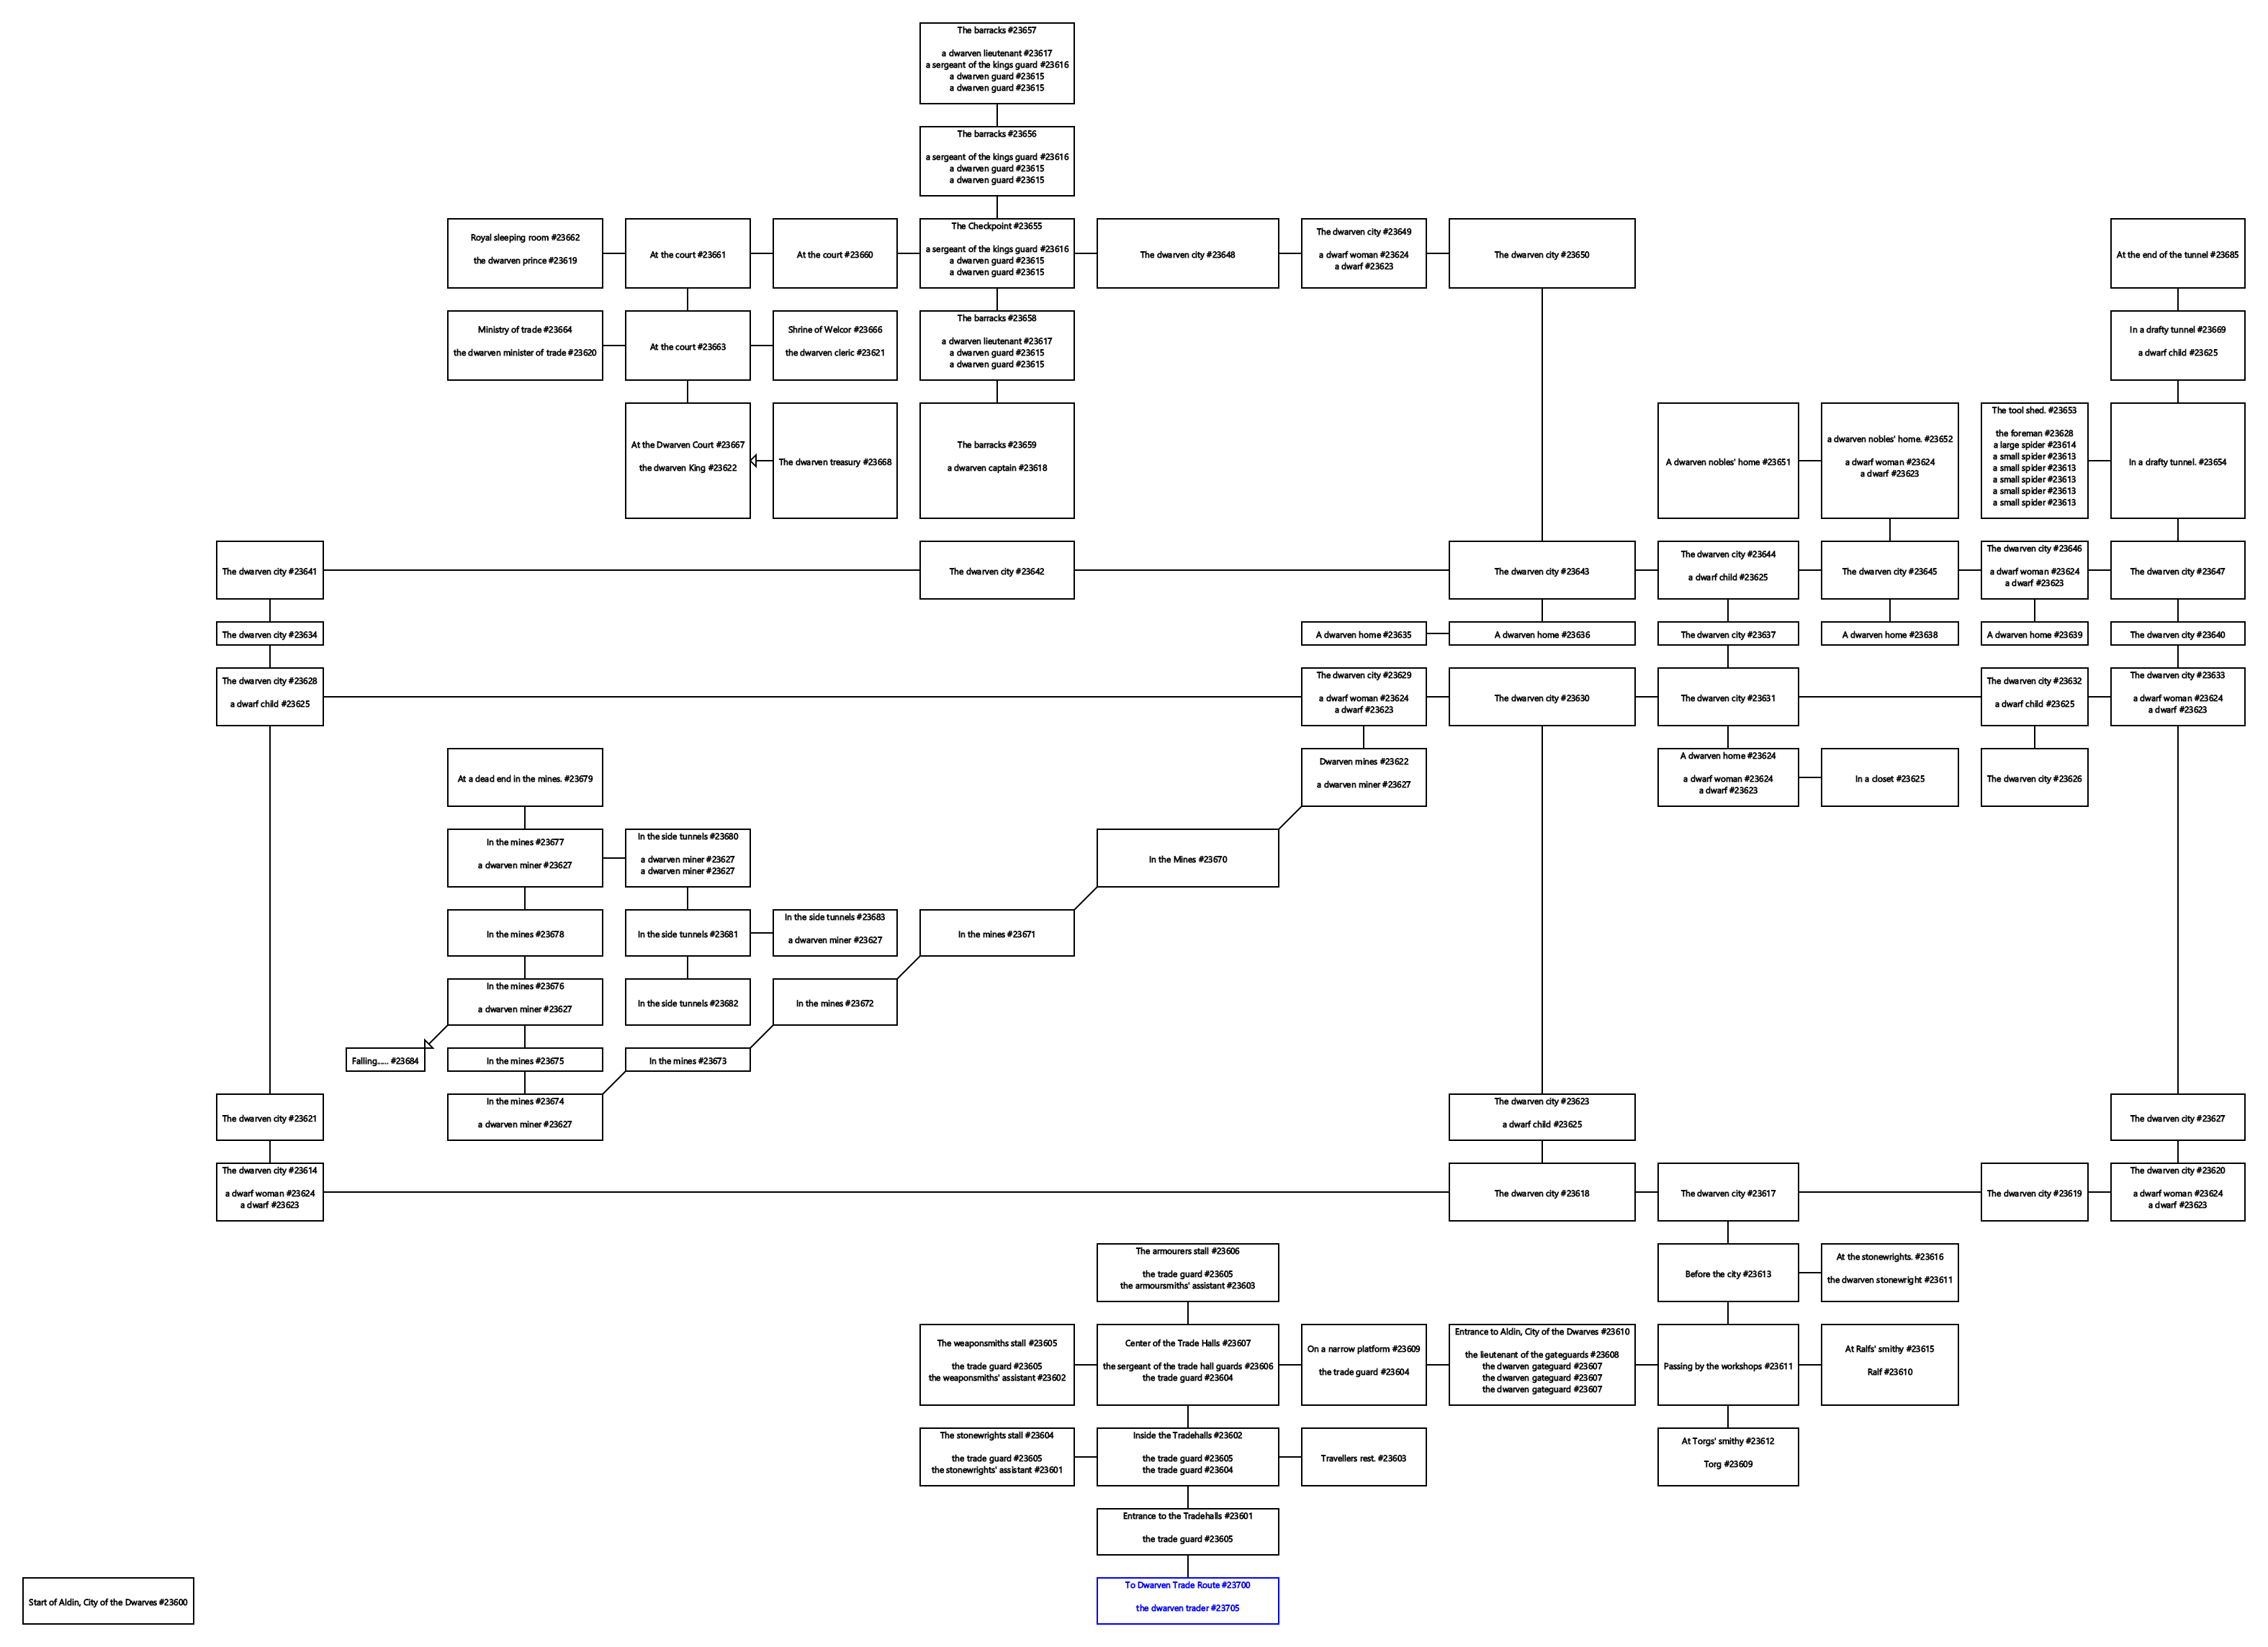 The barracks #23657
a dwarven lieutenant #23617
a sergeant of the kings guard #23616
a dwarven guard #23615
a dwarven guard #23615
The barracks #23656
a sergeant of the kings guard #23616
a dwarven guard #23615
a dwarven guard #23615
Royal sleeping room #23662
the dwarven prince #23619
At the court #23661
At the court #23660
The Checkpoint #23655
a sergeant of the kings guard #23616
a dwarven guard #23615
a dwarven guard #23615
The dwarven city #23648
The dwarven city #23649
a dwarf woman #23624
a dwarf #23623
The dwarven city #23650
At the end of the tunnel #23685
Ministry of trade #23664
the dwarven minister of trade #23620
At the court #23663
Shrine of Welcor #23666
the dwarven cleric #23621
The barracks #23658
a dwarven lieutenant #23617
a dwarven guard #23615
a dwarven guard #23615
In a drafty tunnel #23669
a dwarf child #23625
At the Dwarven Court #23667
the dwarven King #23622
The dwarven treasury #23668
The barracks #23659
a dwarven captain #23618
A dwarven nobles' home #23651
a dwarven nobles' home. #23652
a dwarf woman #23624
a dwarf #23623
The tool shed. #23653
the foreman #23628
a large spider #23614
a small spider #23613
a small spider #23613
a small spider #23613
a small spider #23613
a small spider #23613
In a drafty tunnel. #23654
The dwarven city #23641
The dwarven city #23642
The dwarven city #23643
The dwarven city #23644
a dwarf child #23625
The dwarven city #23645
The dwarven city #23646
a dwarf woman #23624
a dwarf #23623
The dwarven city #23647
The dwarven city #23634
A dwarven home #23635
A dwarven home #23636
The dwarven city #23637
A dwarven home #23638
A dwarven home #23639
The dwarven city #23640
The dwarven city #23628
a dwarf child #23625
The dwarven city #23629
a dwarf woman #23624
a dwarf #23623
The dwarven city #23630
The dwarven city #23631
The dwarven city #23632
a dwarf child #23625
The dwarven city #23633
a dwarf woman #23624
a dwarf #23623
At a dead end in the mines. #23679
Dwarven mines #23622
a dwarven miner #23627
A dwarven home #23624
a dwarf woman #23624
a dwarf #23623
In a closet #23625
The dwarven city #23626
In the mines #23677
a dwarven miner #23627
In the side tunnels #23680
a dwarven miner #23627
a dwarven miner #23627
In the Mines #23670
In the mines #23678
In the side tunnels #23681
In the side tunnels #23683
a dwarven miner #23627
In the mines #23671
In the mines #23676
a dwarven miner #23627
In the side tunnels #23682
In the mines #23672
Falling...... #23684
In the mines #23675
In the mines #23673
The dwarven city #23621
In the mines #23674
a dwarven miner #23627
The dwarven city #23623
a dwarf child #23625
The dwarven city #23627
The dwarven city #23614
a dwarf woman #23624
a dwarf #23623
The dwarven city #23618
The dwarven city #23617
The dwarven city #23619
The dwarven city #23620
a dwarf woman #23624
a dwarf #23623
The armourers stall #23606
the trade guard #23605
the armoursmiths' assistant #23603
Before the city #23613
At the stonewrights. #23616
the dwarven stonewright #23611
The weaponsmiths stall #23605
the trade guard #23605
the weaponsmiths' assistant #23602
Center of the Trade Halls #23607
the sergeant of the trade hall guards #23606
the trade guard #23604
On a narrow platform #23609
the trade guard #23604
Entrance to Aldin, City of the Dwarves #23610
the lieutenant of the gateguards #23608
the dwarven gateguard #23607
the dwarven gateguard #23607
the dwarven gateguard #23607
Passing by the workshops #23611
At Ralfs' smithy #23615
Ralf #23610
The stonewrights stall #23604
the trade guard #23605
the stonewrights' assistant #23601
Inside the Tradehalls #23602
the trade guard #23605
the trade guard #23604
Travellers rest. #23603
At Torgs' smithy #23612
Torg #23609
Entrance to the Tradehalls #23601
the trade guard #23605
Start of Aldin, City of the Dwarves #23600
To Dwarven Trade Route #23700
the dwarven trader #23705